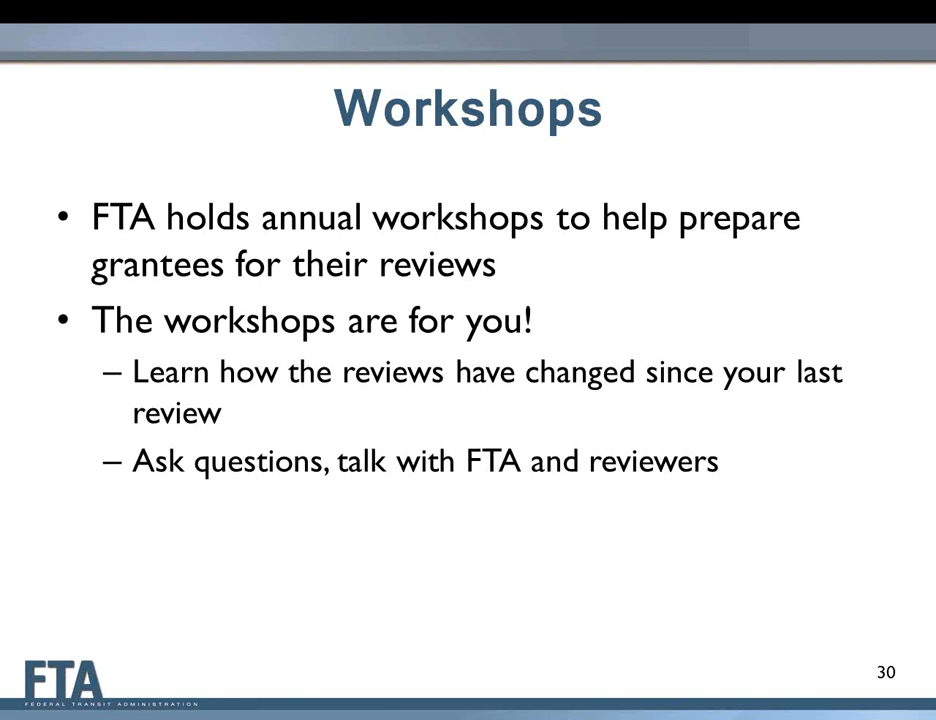 Workshops
• FTA holds annual workshops to help prepare
grantees for their reviews
• The workshops are for you!
– Learn how the reviews have changed since your last
review
– Ask questions, talk with FTA and reviewers
30
FTA
FEDERAL TRANSIT ADMINISTRATION